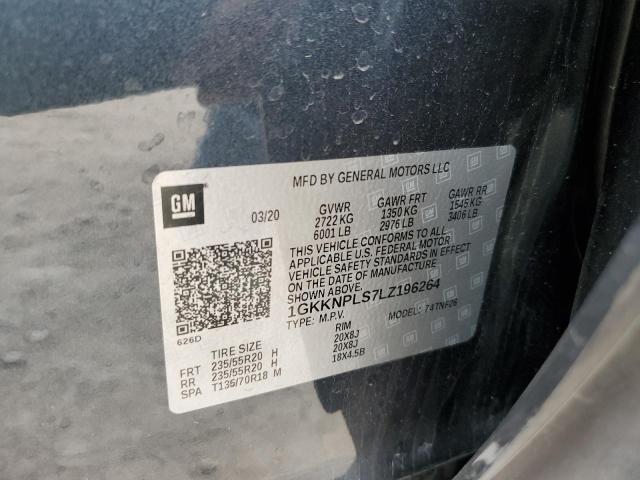 MFD BY GENERAL MOTORS LLC
GM
03/20
GVWR GAWR FRT GAWR RR
2722 KG 1350 KG 1545 KG
6001 LB 2976 LB 3406 LB
THIS VEHICLE CONFORMS TO ALL
APPLICABLE U.S. FEDERAL MOTOR
VEHICLE SAFETY STANDARDS IN EFFECT
ON THE DATE OF MANUFACTURE
SHOWN ABOVE.
1GKKNPLS7LZ196264
TYPE: M.P.V. MODEL: 74TNF26
626D
TIRE SIZE RIM
FRT 235/55R20 H 20X8J
RR 235/55R20 H 20X8J
SPA T135/70R18 M 18X4.5B